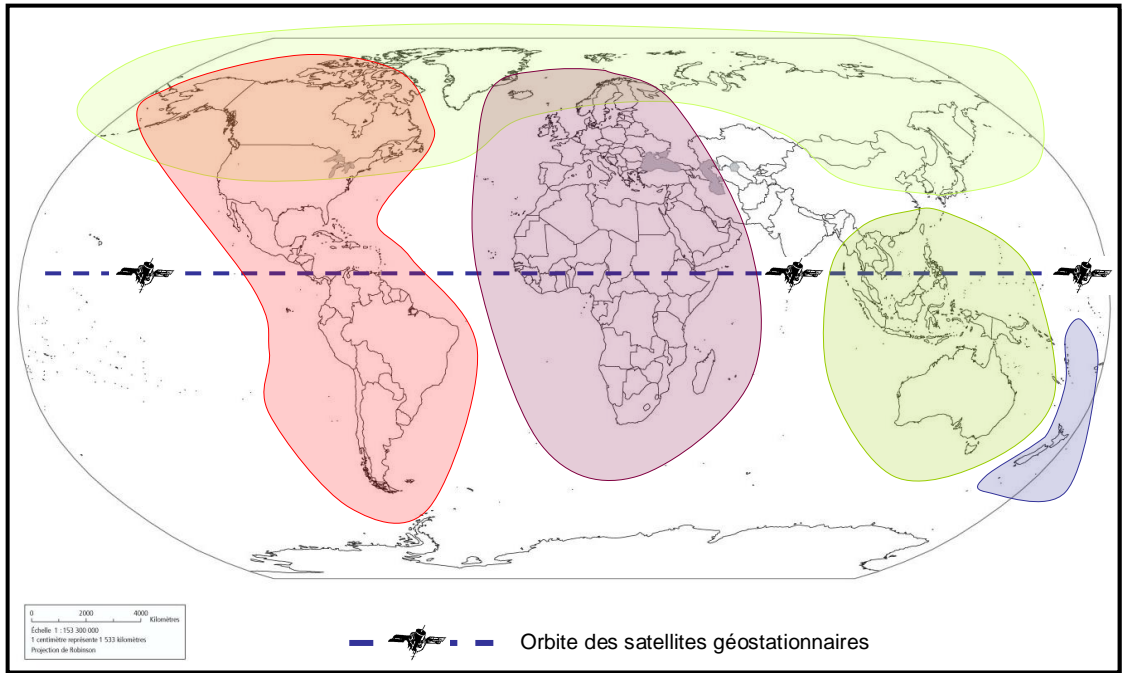 0 2000 4000
Kilomètres
Échelle 1 : 153 300 000
1 centimètre représente 1 533 kilomètres
Projection de Robinson
Orbite des satellites géostationnaires